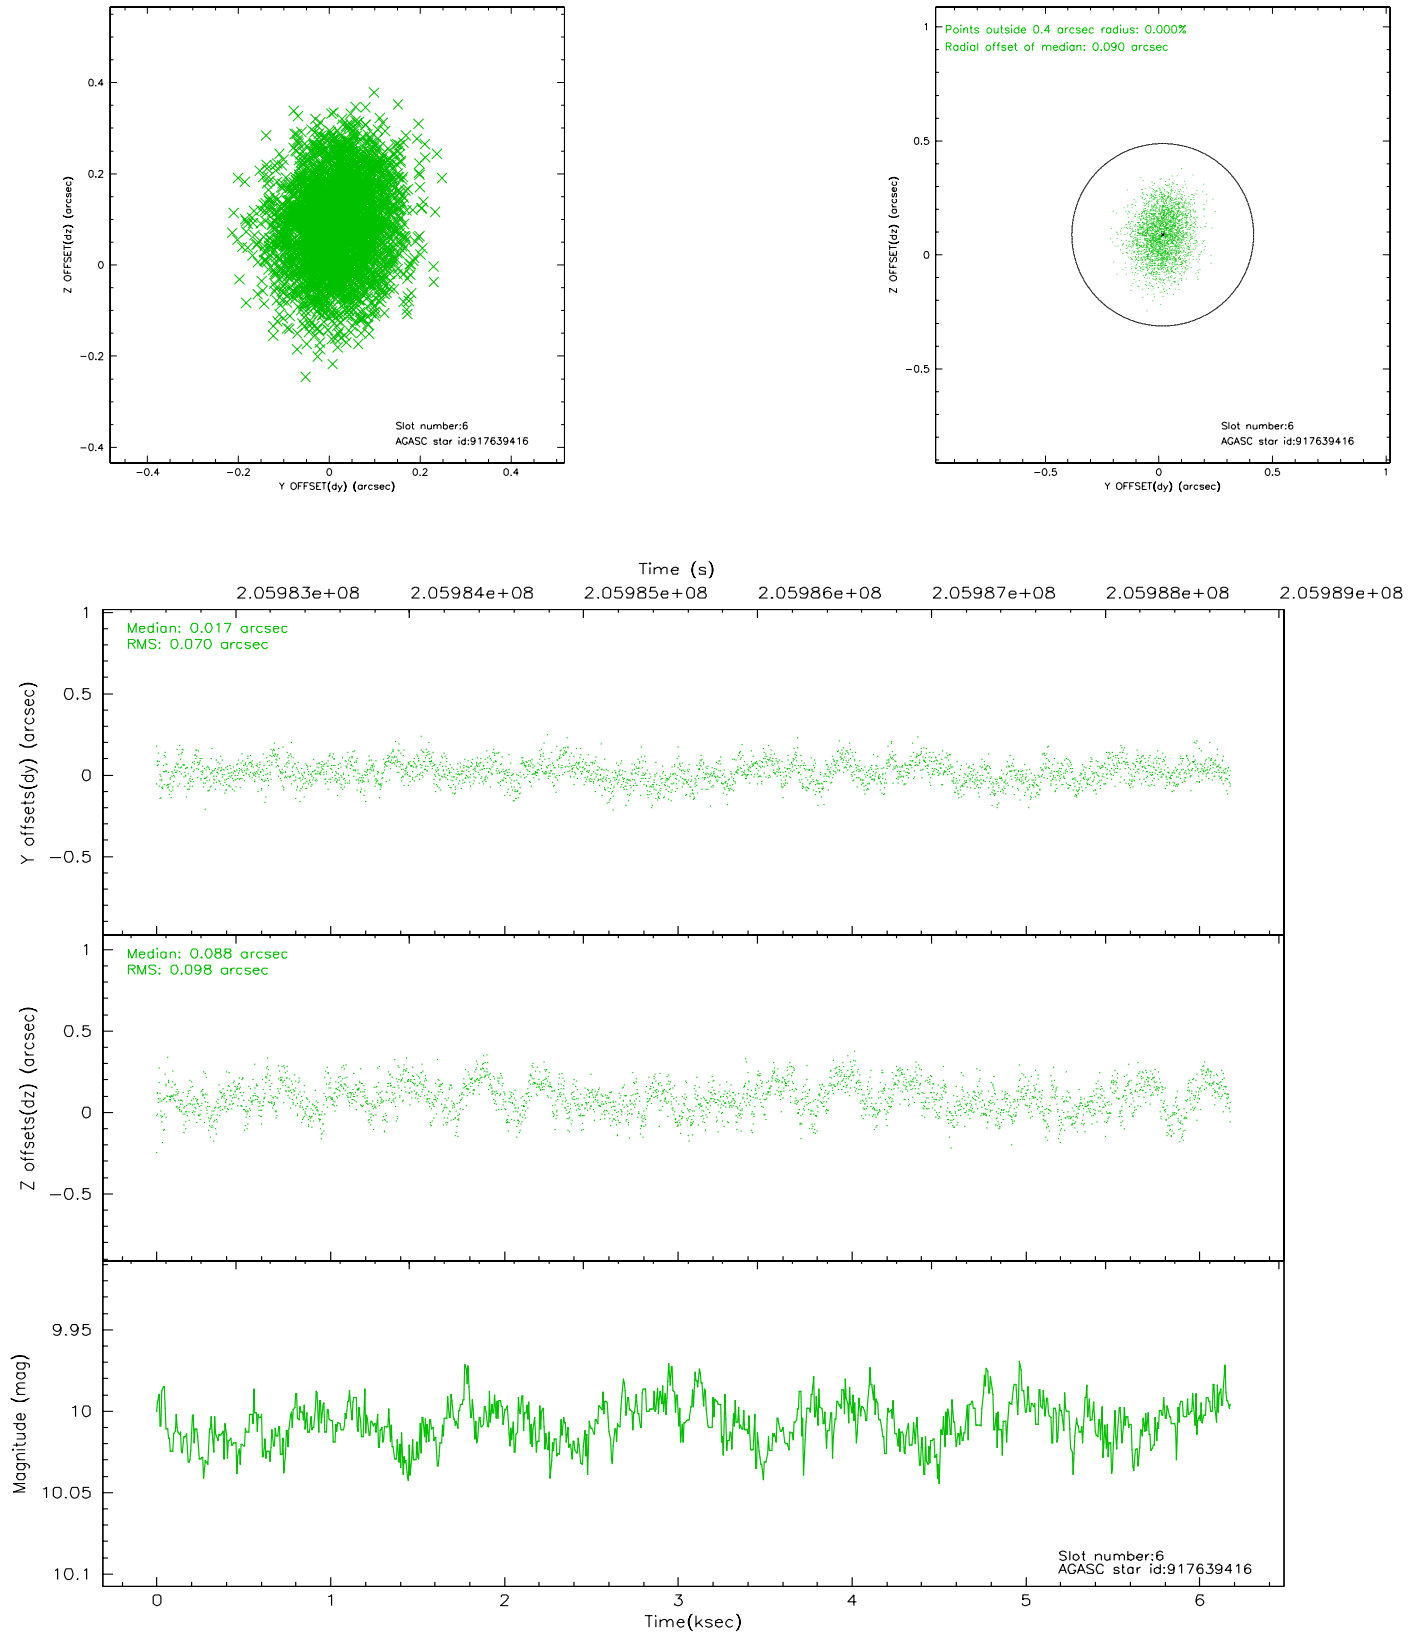 0.4
0.2
0
−0.2
−0.4
Z OFFSET(dz) (arcsec)
Slot number:6
AGASC star id:917639416
−0.4 −0.2 0 0.2 0.4
Y OFFSET(dy) (arcsec)
Points outside 0.4 arcsec radius: 0.000%
Radial offset of median: 0.090 arcsec
1
0.5
0
−0.5
Z OFFSET(dz) (arcsec)
Slot number:6
AGASC star id:917639416
−0.5 0 0.5 1
Y OFFSET(dy) (arcsec)
Time (s)
2.05983e+08 2.05984e+08 2.05985e+08 2.05986e+08 2.05987e+08 2.05988e+08 2.05989e+08
Median: 0.017 arcsec
RMS: 0.070 arcsec
1
0.5
0
−0.5
Y offsets(dy) (arcsec)
Median: 0.088 arcsec
RMS: 0.098 arcsec
1
0.5
0
−0.5
Z offsets(dz) (arcsec)
9.95
10
10.05
10.1
Magnitude (mag)
Slot number:6
AGASC star id:917639416
0 1 2 3 4 5 6
Time(ksec)